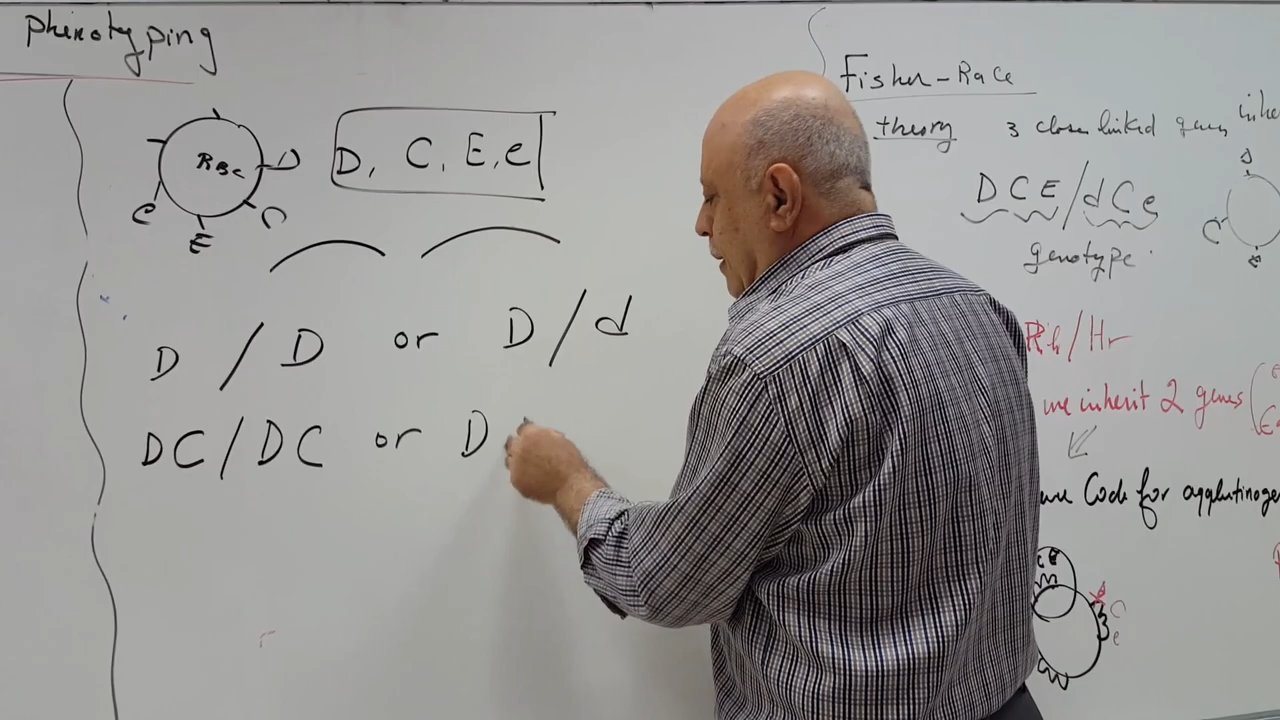 Phenotyping
RBC
D
C
E
e
D, C, E, e
D / D or D / d
DC / DC or D
Fisher-Race
theory 3 closer linked genes
DCE/dCe
genotype
Rh/Hr
we inherit 2 genes
Code for agglutinogen